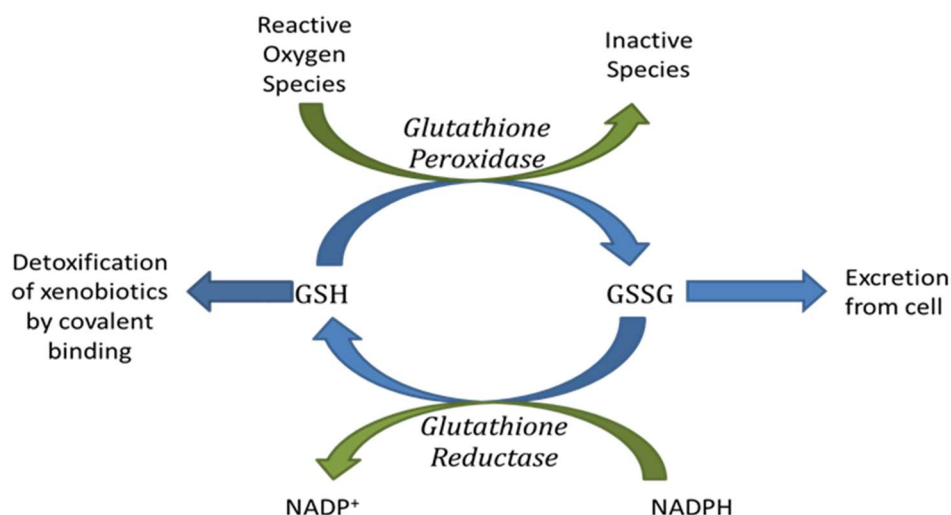 Reactive
Oxygen
Species
Inactive
Species
Glutathione
Peroxidase
Detoxification
of xenobiotics
by covalent
binding
GSH
GSSG
Excretion
from cell
Glutathione
Reductase
NADP⁺
NADPH